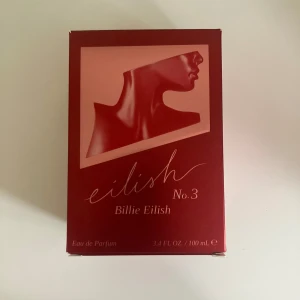 eilish
No. 3
Billie Eilish
Eau de Parfum 3.4 FL OZ. / 100 mL ℮